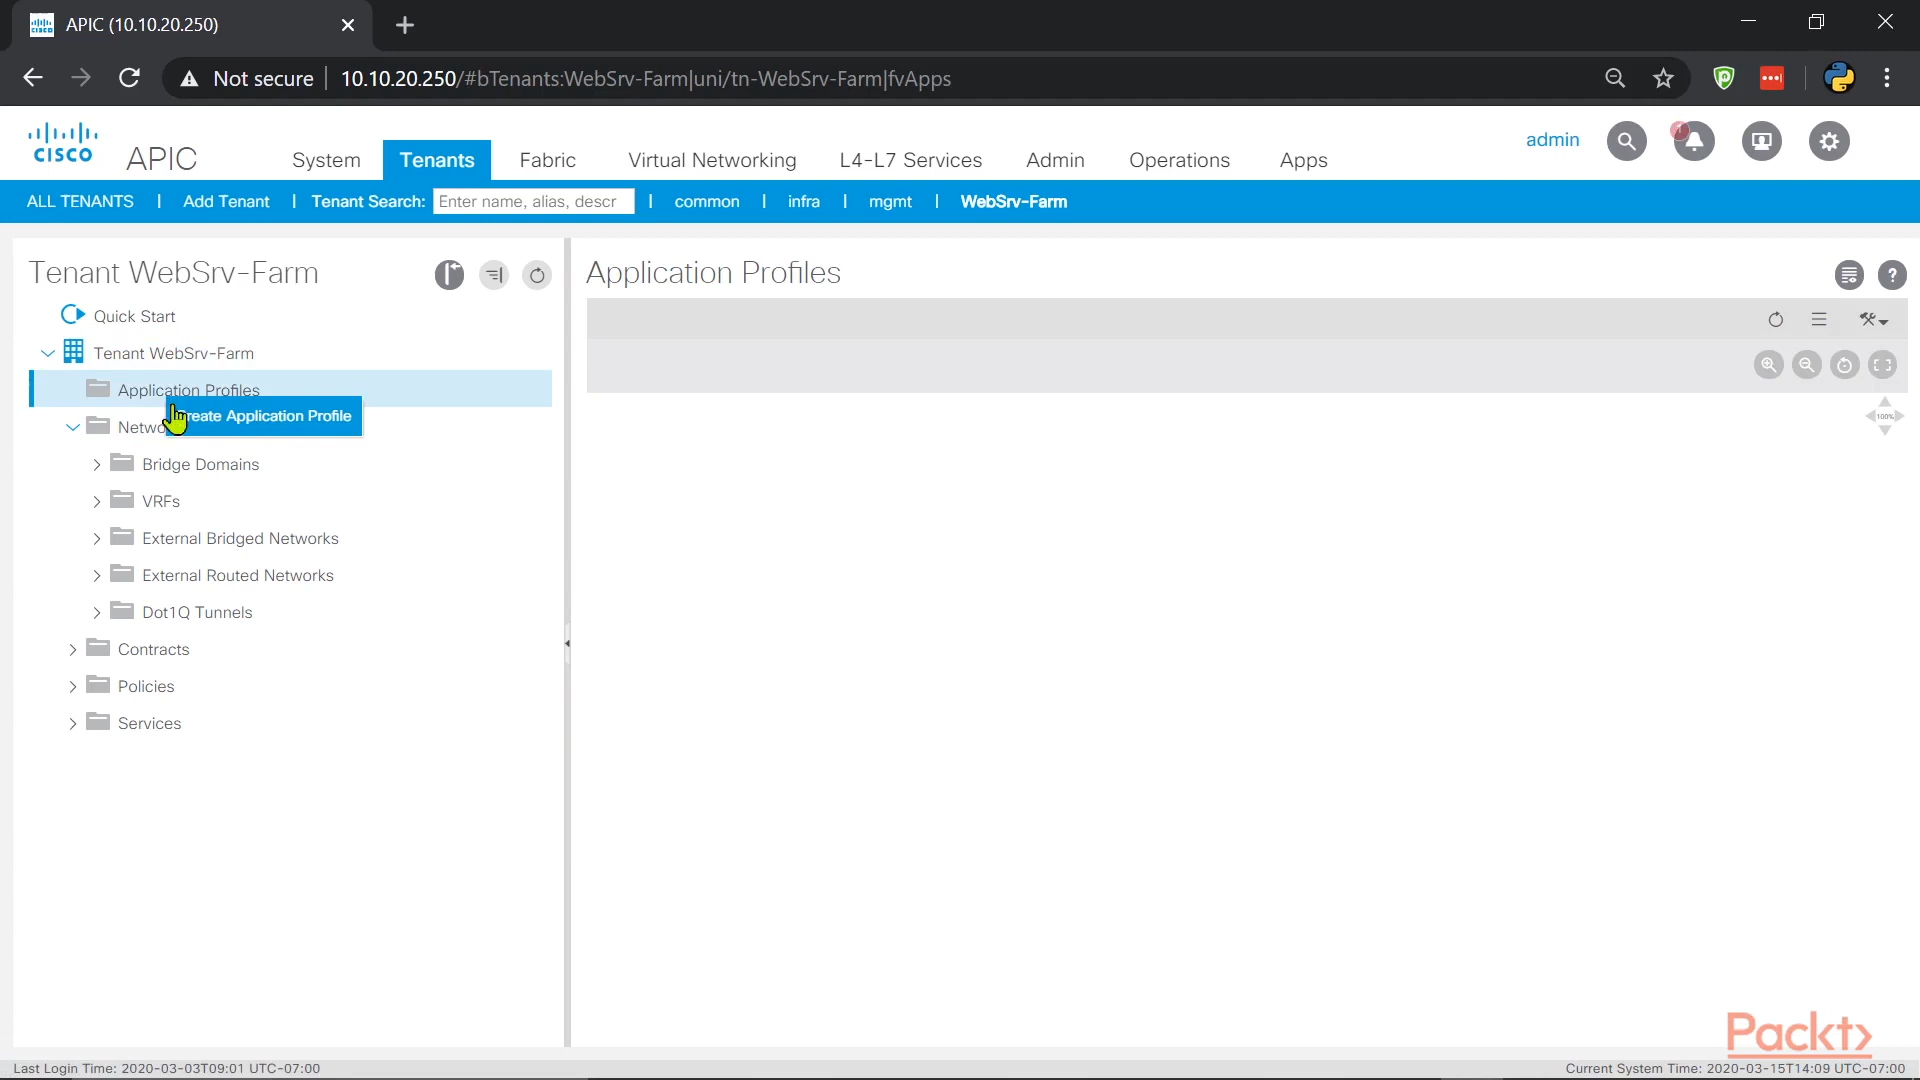 APIC (10.10.20.250)
Not secure 10.10.20.250/#bTenants:WebSrv-Farm|uni/tn-WebSrv-Farm|fvApps
CISCO APIC System Tenants Fabric Virtual Networking L4-L7 Services Admin Operations Apps admin 1
ALL TENANTS | Add Tenant | Tenant Search: Enter name, alias, descr | common | infra | mgmt | WebSrv-Farm
Tenant WebSrv-Farm
Quick Start
Tenant WebSrv-Farm
Application Profiles
Create Application Profile
Bridge Domains
VRFs
External Bridged Networks
External Routed Networks
Dot1Q Tunnels
Contracts
Policies
Services
Application Profiles
100%
Packt
Last Login Time: 2020-03-03T09:01 UTC-07:00
Current System Time: 2020-03-15T14:09 UTC-07:00